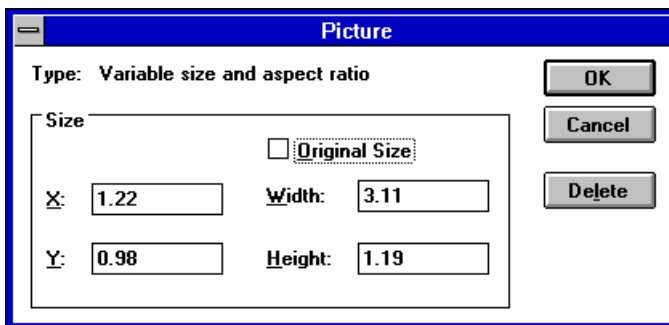 Picture
Type: Variable size and aspect ratio
OK
Size
Cancel
Original Size
X: 1.22 Width: 3.11
Delete
Y: 0.98 Height: 1.19